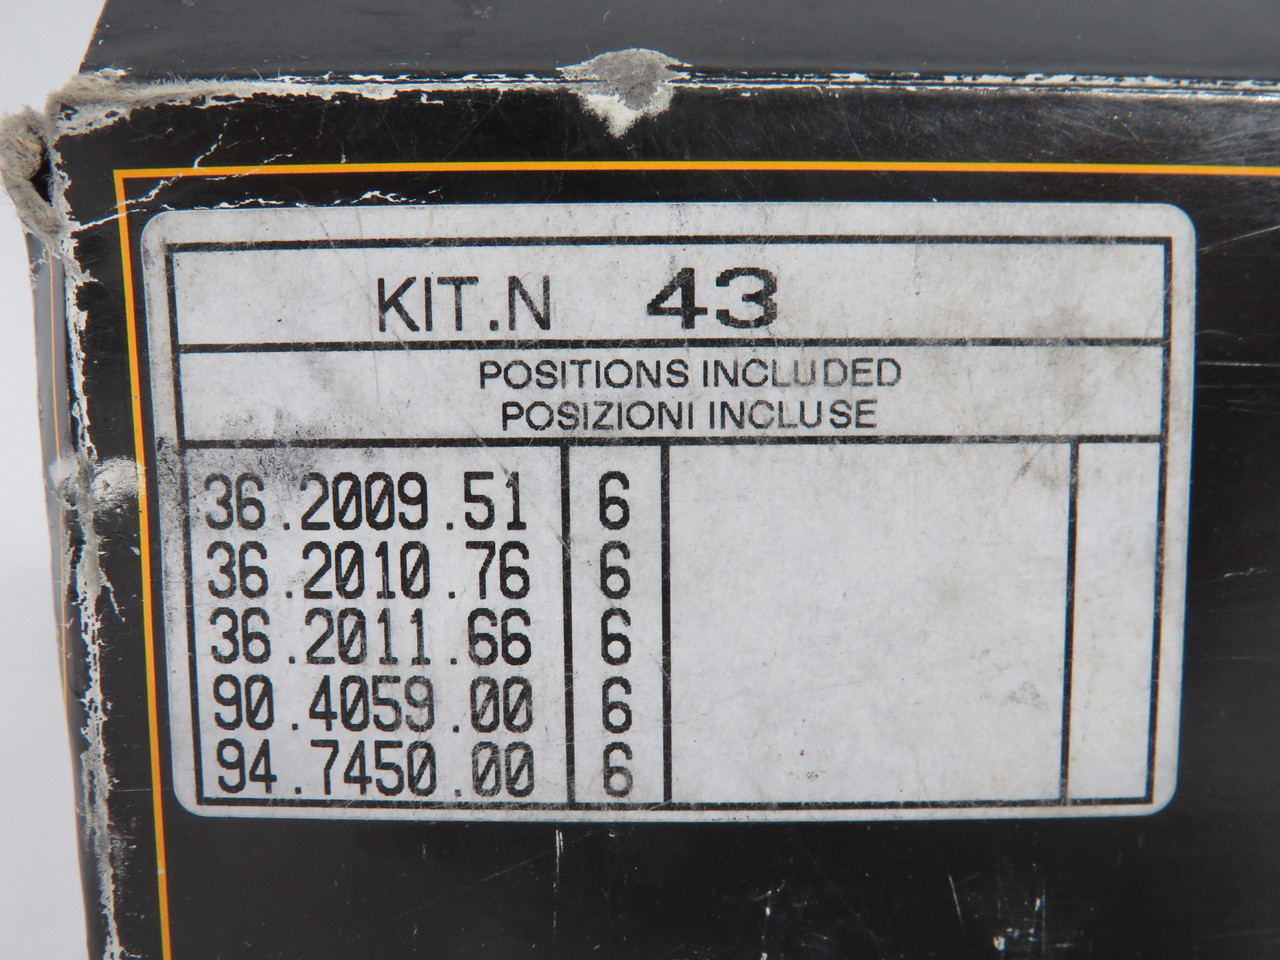 KIT.N 43
POSITIONS INCLUDED
POSIZIONI INCLUSE
36.2009.51 6
36.2010.76 6
36.2011.66 6
90.4059.00 6
94.7450.00 6